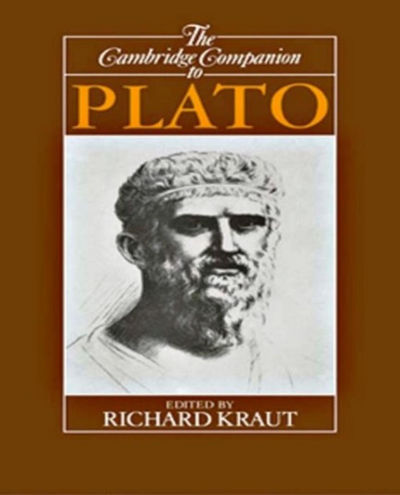 The
Cambridge Companion
to
PLATO
EDITED BY
RICHARD KRAUT